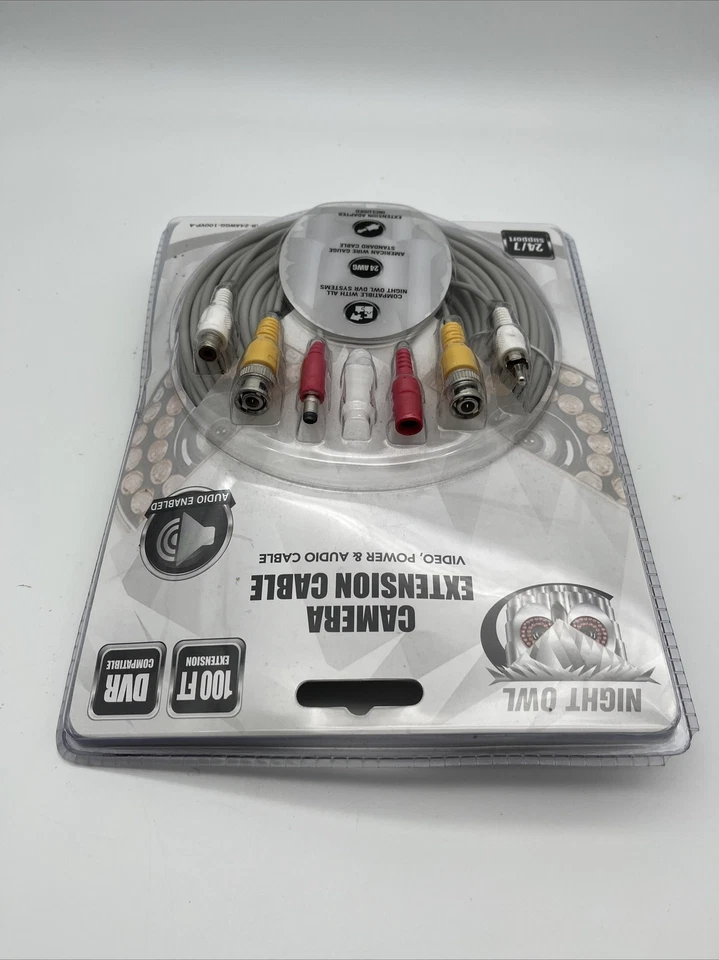 NIGHT OWL
100 FT
EXTENSION
DVR
COMPATIBLE
CAMERA
EXTENSION CABLE
VIDEO, POWER & AUDIO CABLE
AUDIO ENABLED
COMPATIBLE WITH ALL
NIGHT OWL DVR SYSTEMS
24 AWG
AMERICAN WIRE GAUGE
STANDARD CABLE
EXTENSION ADAPTER
INCLUDED
24/7
Support